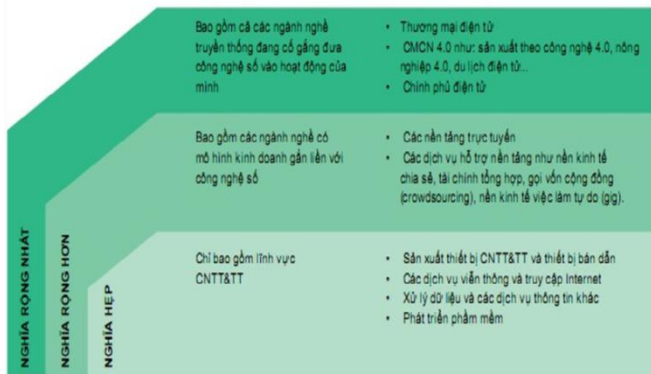 Bao gồm cả các ngành nghề
truyền thống đang cố gắng đưa
công nghệ số vào hoạt động của
mình
• Thương mại điện tử
• CMCN 4.0 như: sản xuất theo công nghệ 4.0, nông
nghiệp 4.0, du lịch điện tử...
• Chính phủ điện tử
Bao gồm các ngành nghề có
mô hình kinh doanh gắn liền với
công nghệ số
• Các nền tảng trực tuyến
• Các dịch vụ hỗ trợ nền tảng như nền kinh tế
chia sẻ, tài chính tổng hợp, gọi vốn cộng đồng
(crowdsourcing), nền kinh tế việc làm tự do (gig).
Chỉ bao gồm lĩnh vực
CNTT&TT
• Sản xuất thiết bị CNTT&TT và thiết bị bán dẫn
• Các dịch vụ viễn thông và truy cập Internet
• Xử lý dữ liệu và các dịch vụ thông tin khác
• Phát triển phầm mềm
NGHĨA RỘNG NHẤT
NGHĨA RỘNG HƠN
NGHĨA HẸP